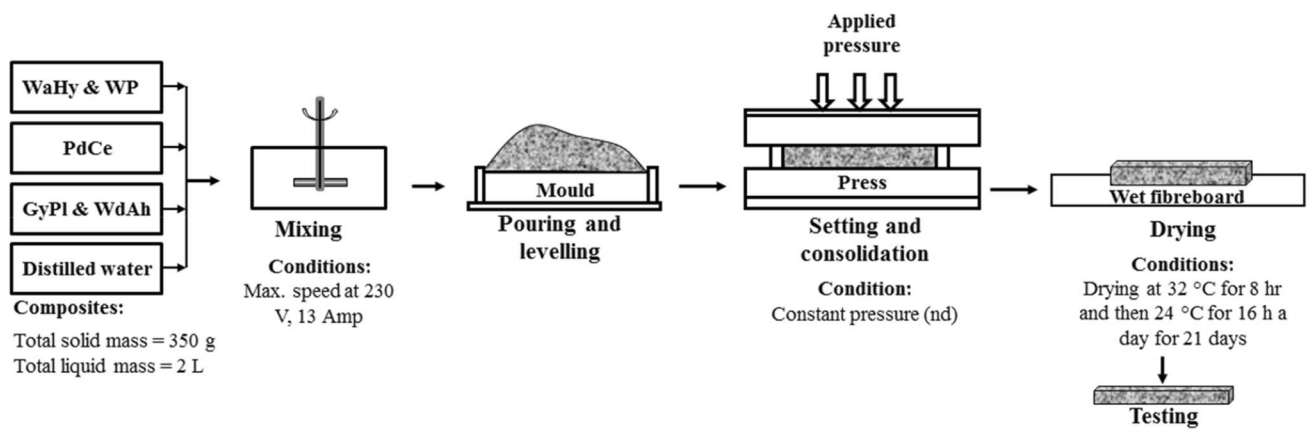 WaHy & WP
PdCe
GyPl & WdAh
Distilled water
Composites:
Total solid mass = 350 g
Total liquid mass = 2 L
Mixing
Conditions:
Max. speed at 230
V, 13 Amp
Mould
Pouring and
levelling
Applied
pressure
Press
Setting and
consolidation
Condition:
Constant pressure (nd)
Wet fibreboard
Drying
Conditions:
Drying at 32 °C for 8 hr
and then 24 °C for 16 h a
day for 21 days
Testing